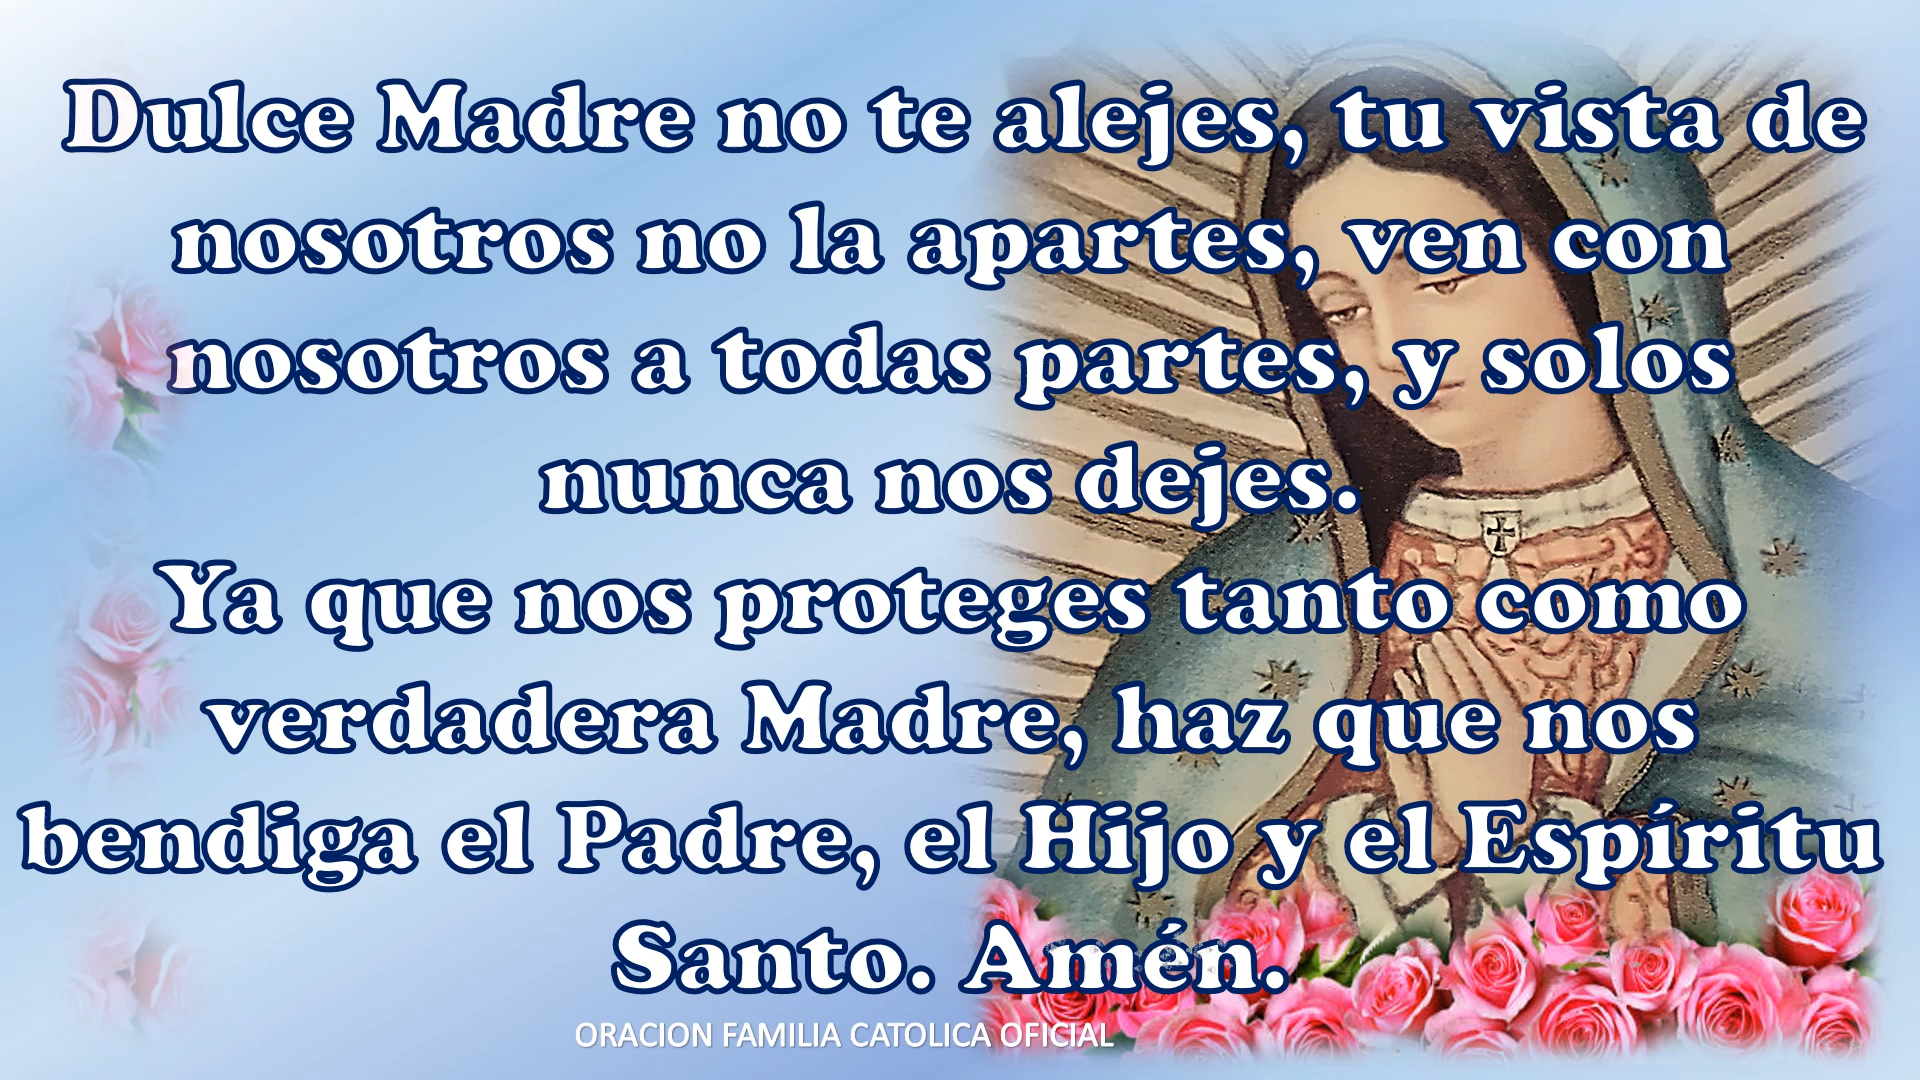 Dulce Madre no te alejes, tu vista de
nosotros no la apartes, ven con
nosotros a todas partes, y solos
nunca nos dejes.
Ya que nos proteges tanto como
verdadera Madre, haz que nos
bendiga el Padre, el Hijo y el Espíritu
Santo. Amén.
ORACION FAMILIA CATOLICA OFICIAL